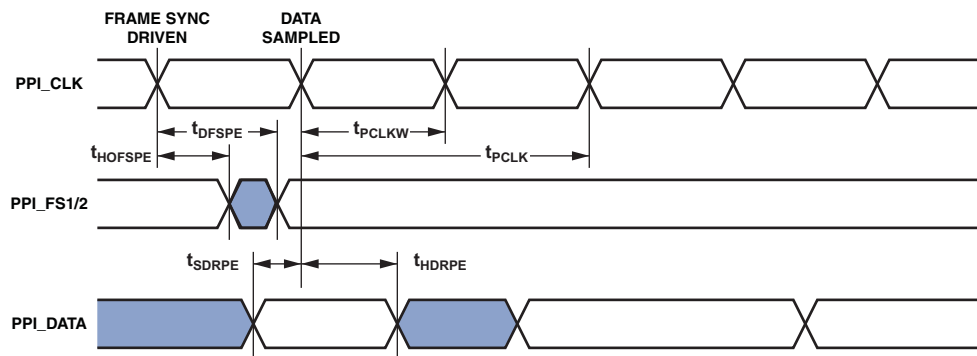 FRAME SYNC
DRIVEN
DATA
SAMPLED
PPI_CLK
tDFSPE
tPCLKW
tHOFSPE
tPCLK
PPI_FS1/2
tSDRPE
tHDRPE
PPI_DATA